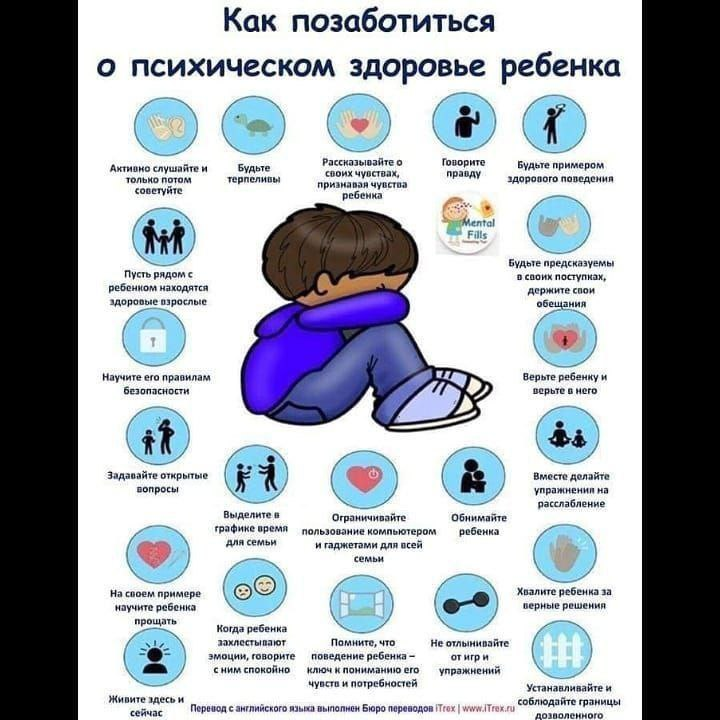 Как позаботиться
о психическом здоровье ребенка
Активно слушайте и
только потом
советуйте
Будьте
терпеливы
Рассказывайте о
своих чувствах,
признавая чувства
ребенка
Говорите
правду
Будьте примером
здорового поведения
Mental
Fills
Пусть рядом с
ребенком находятся
здоровые взрослые
Будьте предсказуемы
в своих поступках,
держите свои
обещания
Научите его правилам
безопасности
Верьте ребенку и
верьте в него
Задавайте открытые
вопросы
Выделите в
графике время
для семьи
Ограничивайте
пользование компьютером
и гаджетами для всей
семьи
Обнимайте
ребенка
Вместе делайте
упражнения на
расслабление
На своем примере
научите ребенка
прощать
Когда ребенка
захлестывают
эмоции, говорите
с ним спокойно
Помните, что
поведение ребенка –
ключ к пониманию его
чувств и потребностей
Не отлынивайте
от игр и
упражнений
Хвалите ребенка за
верные решения
Живите здесь и
сейчас
Устанавливайте и
соблюдайте границы
дозволенного
Перевод с английского языка выполнен Бюро переводов iTrex | www.iTrex.ru